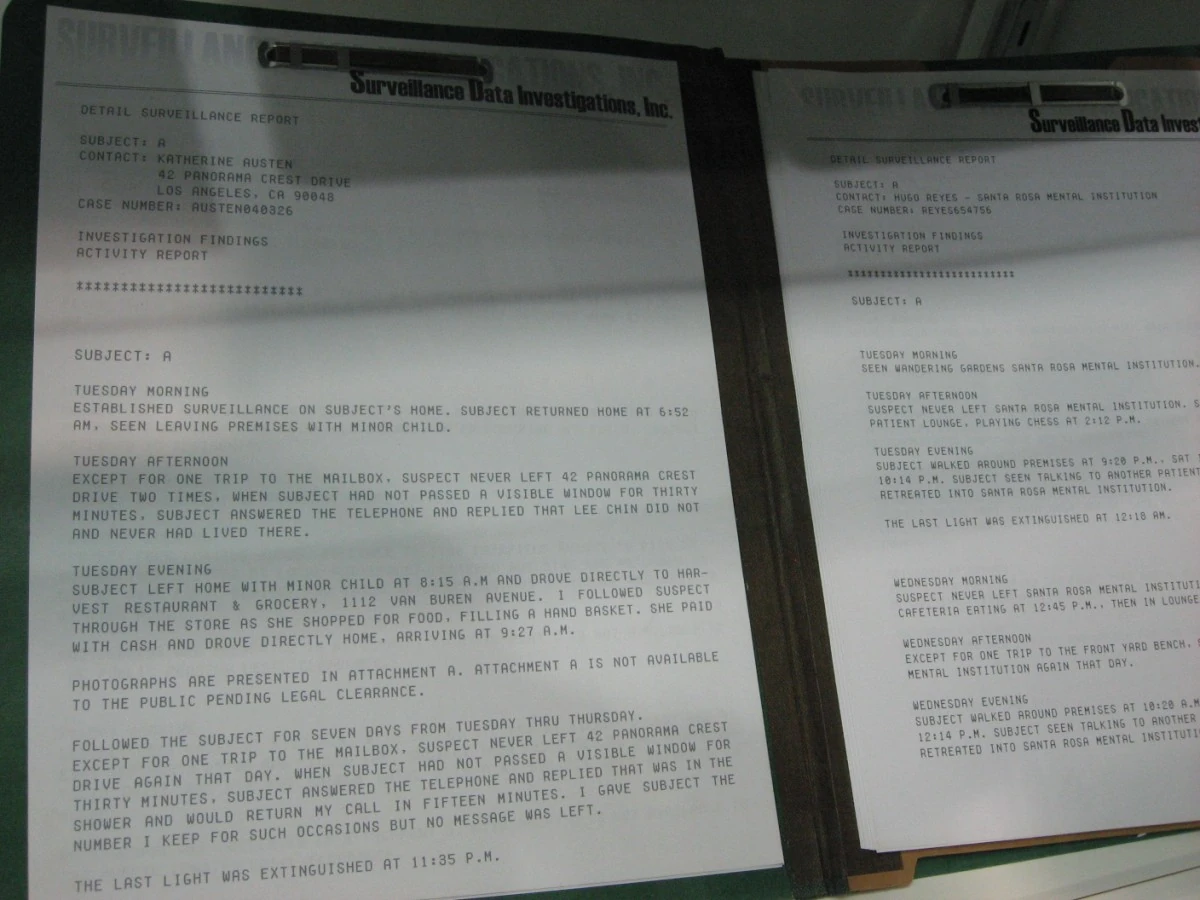 Surveillance Data Investigations, Inc.
DETAIL SURVEILLANCE REPORT
SUBJECT: A
CONTACT: KATHERINE AUSTEN
42 PANORAMA CREST DRIVE
LOS ANGELES, CA 90048
CASE NUMBER: AUSTEN040326
INVESTIGATION FINDINGS
ACTIVITY REPORT
**************************
SUBJECT: A
TUESDAY MORNING
ESTABLISHED SURVEILLANCE ON SUBJECT'S HOME. SUBJECT RETURNED HOME AT 6:52
AM, SEEN LEAVING PREMISES WITH MINOR CHILD.
TUESDAY AFTERNOON
EXCEPT FOR ONE TRIP TO THE MAILBOX, SUSPECT NEVER LEFT 42 PANORAMA CREST
DRIVE TWO TIMES, WHEN SUBJECT HAD NOT PASSED A VISIBLE WINDOW FOR THIRTY
MINUTES, SUBJECT ANSWERED THE TELEPHONE AND REPLIED THAT LEE CHIN DID NOT
AND NEVER HAD LIVED THERE.
TUESDAY EVENING
SUBJECT LEFT HOME WITH MINOR CHILD AT 8:15 A.M AND DROVE DIRECTLY TO HAR-
VEST RESTAURANT & GROCERY, 1112 VAN BUREN AVENUE. I FOLLOWED SUSPECT
THROUGH THE STORE AS SHE SHOPPED FOR FOOD, FILLING A HAND BASKET. SHE PAID
WITH CASH AND DROVE DIRECTLY HOME, ARRIVING AT 9:27 A.M.
PHOTOGRAPHS ARE PRESENTED IN ATTACHMENT A. ATTACHMENT A IS NOT AVAILABLE
TO THE PUBLIC PENDING LEGAL CLEARANCE.
FOLLOWED THE SUBJECT FOR SEVEN DAYS FROM TUESDAY THRU THURSDAY.
EXCEPT FOR ONE TRIP TO THE MAILBOX, SUSPECT NEVER LEFT 42 PANORAMA CREST
DRIVE AGAIN THAT DAY. WHEN SUBJECT HAD NOT PASSED A VISIBLE WINDOW FOR
THIRTY MINUTES, SUBJECT ANSWERED THE TELEPHONE AND REPLIED THAT WAS IN THE
SHOWER AND WOULD RETURN MY CALL IN FIFTEEN MINUTES. I GAVE SUBJECT THE
NUMBER I KEEP FOR SUCH OCCASIONS BUT NO MESSAGE WAS LEFT.
THE LAST LIGHT WAS EXTINGUISHED AT 11:35 P.M.
Surveillance Data Invest
DETAIL SURVEILLANCE REPORT
SUBJECT: A
CONTACT: HUGO REYES - SANTA ROSA MENTAL INSTITUTION
CASE NUMBER: REYES654756
INVESTIGATION FINDINGS
ACTIVITY REPORT
**************************
SUBJECT: A
TUESDAY MORNING
SEEN WANDERING GARDENS SANTA ROSA MENTAL INSTITUTION.
TUESDAY AFTERNOON
SUSPECT NEVER LEFT SANTA ROSA MENTAL INSTITUTION. S
PATIENT LOUNGE, PLAYING CHESS AT 2:12 P.M.
TUESDAY EVENING
SUBJECT WALKED AROUND PREMISES AT 9:20 P.M., SAT
10:14 P.M. SUBJECT SEEN TALKING TO ANOTHER PATIENT
RETREATED INTO SANTA ROSA MENTAL INSTITUTION.
THE LAST LIGHT WAS EXTINGUISHED AT 12:18 AM.
WEDNESDAY MORNING
SUSPECT NEVER LEFT SANTA ROSA MENTAL INSTITUTI
CAFETERIA EATING AT 12:45 P.M., THEN IN LOUNGE
WEDNESDAY AFTERNOON
EXCEPT FOR ONE TRIP TO THE FRONT YARD BENCH, S
MENTAL INSTITUTION AGAIN THAT DAY.
WEDNESDAY EVENING
SUBJECT WALKED AROUND PREMISES AT 10:20 A.M
12:14 P.M. SUBJECT SEEN TALKING TO ANOTHER
RETREATED INTO SANTA ROSA MENTAL INSTITUTI